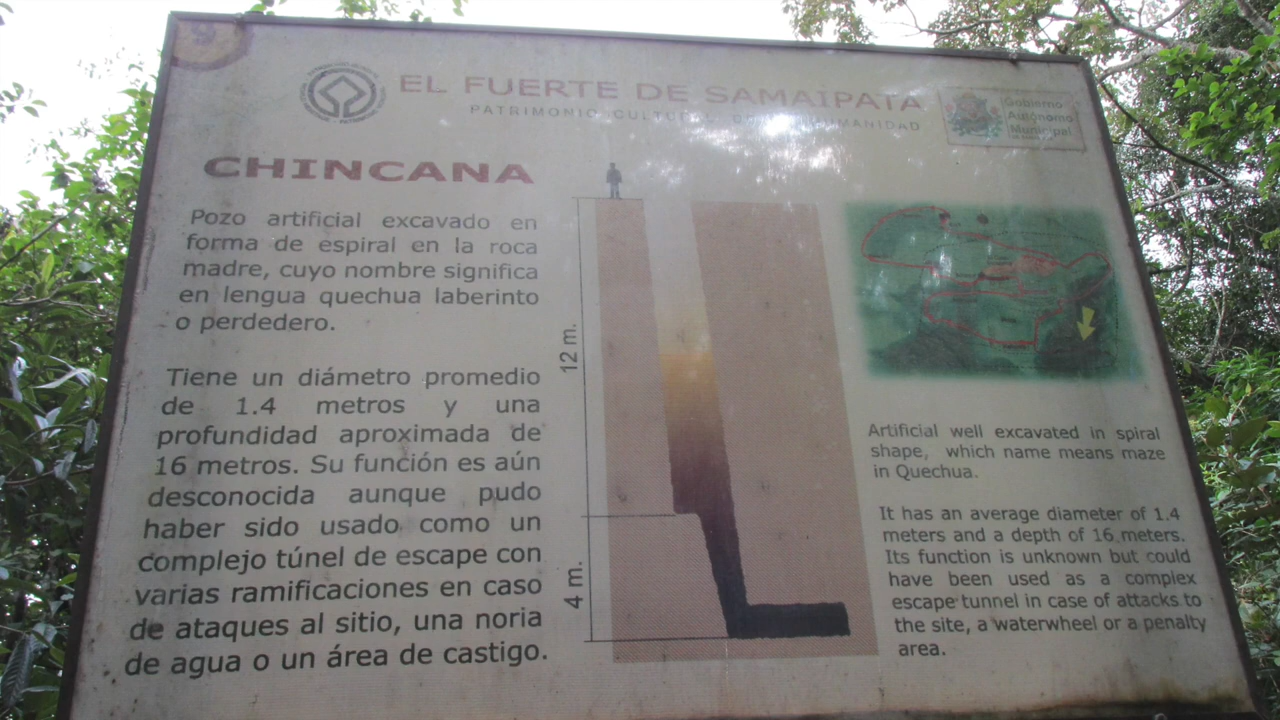 9
EL FUERTE DE SAMAIPATA
PATRIMONIO CULTURAL HUMANIDAD
Gobierno
Autónomo
Municipal
CHINCANA
Pozo artificial excavado en
forma de espiral en la roca
madre, cuyo nombre significa
en lengua quechua laberinto
o perdedero.
Tiene un diámetro promedio
de 1.4 metros y una
profundidad aproximada de
16 metros. Su función es aún
desconocida aunque pudo
haber sido usado como un
complejo túnel de escape con
varias ramificaciones en caso
de ataques al sitio, una noria
de agua o un área de castigo.
12 m.
4 m.
Artificial well excavated in spiral
shape, which name means maze
in Quechua.
It has an average diameter of 1.4
meters and a depth of 16 meters.
Its function is unknown but could
have been used as a complex
escape tunnel in case of attacks to
the site, a waterwheel or a penalty
area.